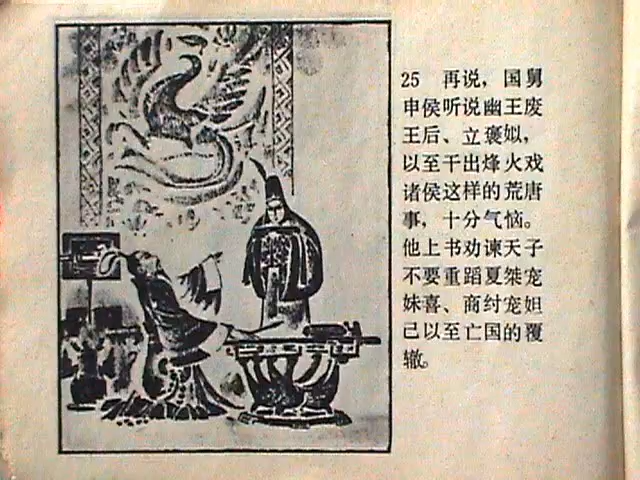 25 再说，国舅
申侯听说幽王废
王后、立褒姒，
以至干出烽火戏
诸侯这样的荒唐
事，十分气恼。
他上书劝谏天子
不要重蹈夏桀宠
妹喜、商纣宠妲
己以至亡国的覆
辙。